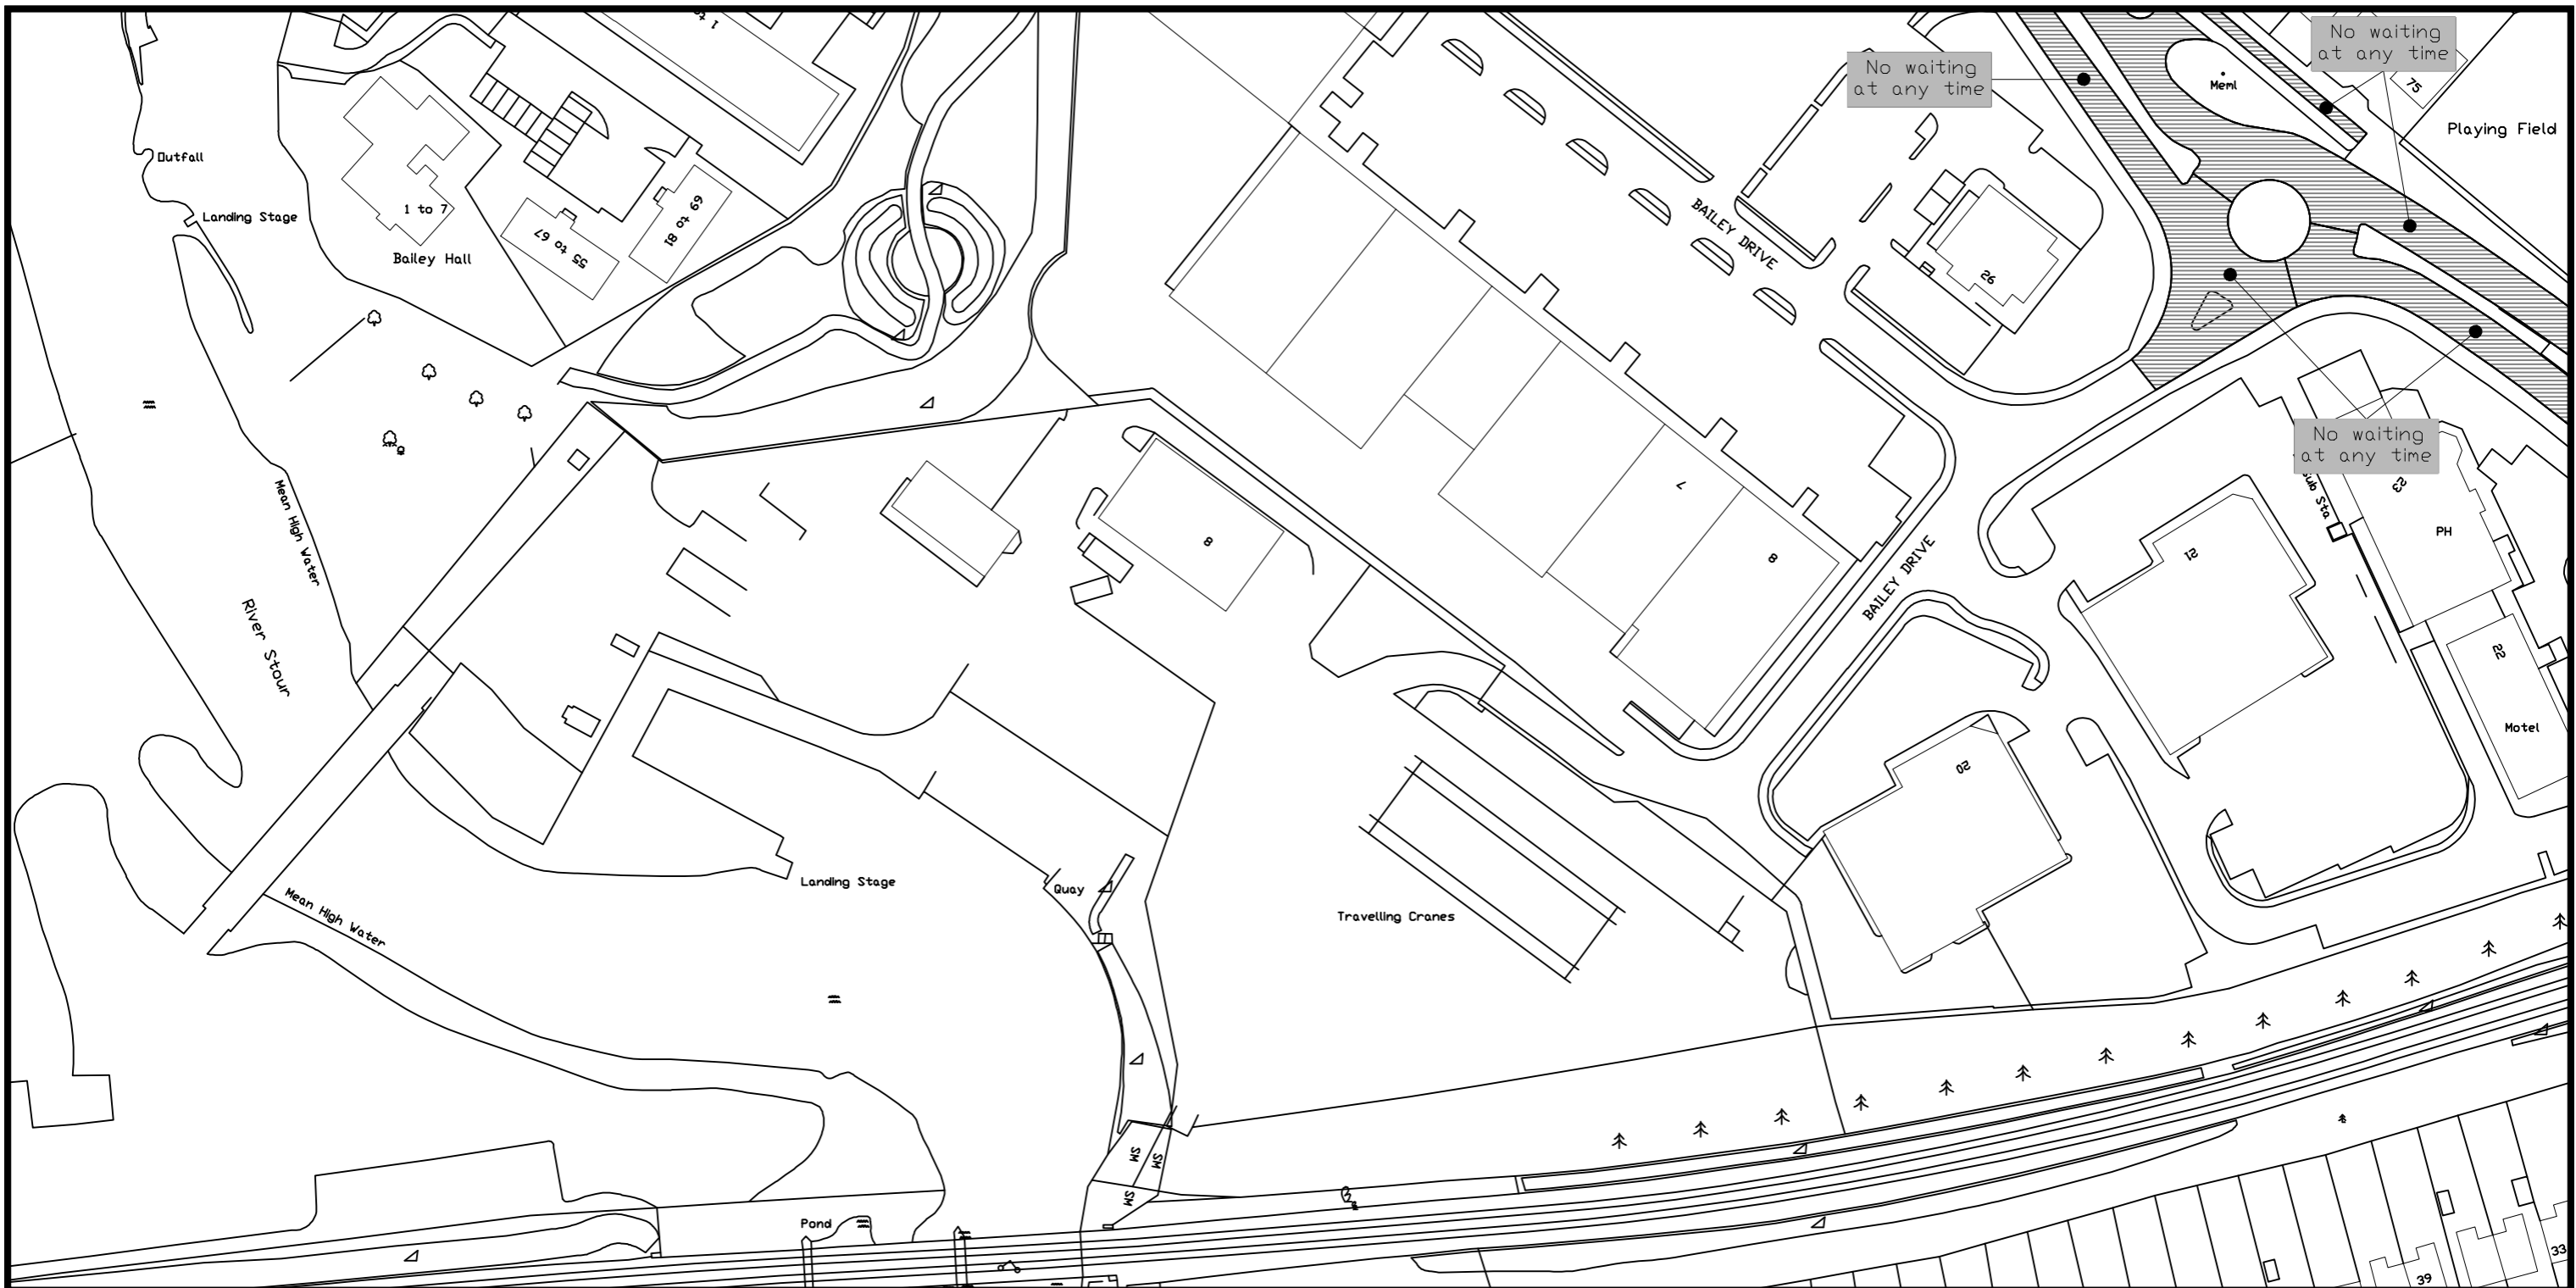 1 to
No waiting
at any time
No waiting
at any time
Meml
75
Playing Field
Outfall
Landing Stage
1 to 7
Bailey Hall
55 to 67
69 to 81
BAILEY DRIVE
26
No waiting
at any time
Sub Sta
23
PH
Mean High Water
River Stour
8
7
8
BAILEY DRIVE
21
22
Motel
20
Landing Stage
Quay
Travelling Cranes
Mean High Water
SM
SM
SM
Pond
39
33